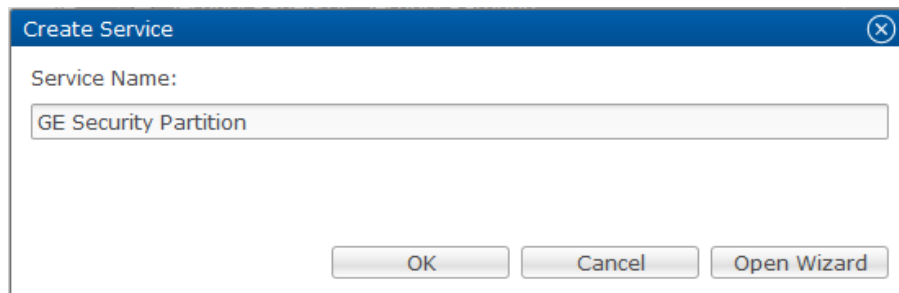 Create Service
Service Name:
GE Security Partition
OK Cancel Open Wizard